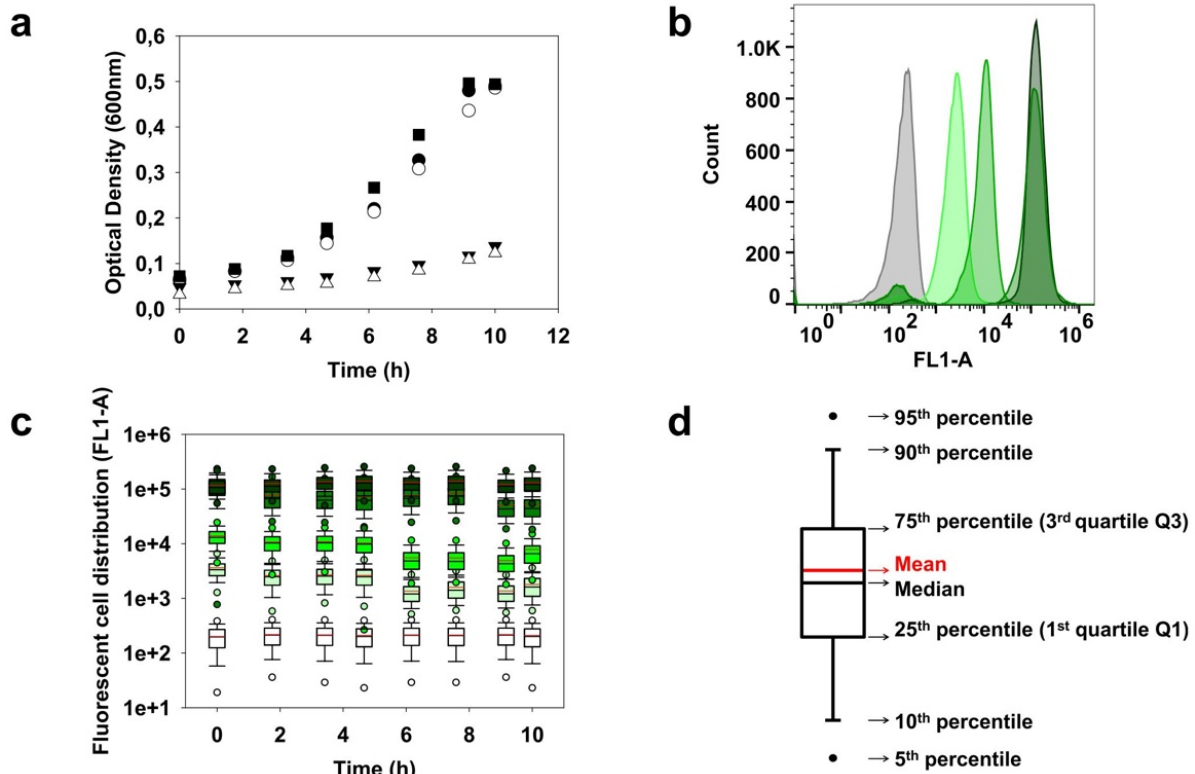 a
Optical Density (600nm)
0,6
0,5
0,4
0,3
0,2
0,1
0,0
0 2 4 6 8 10 12
Time (h)
b
Count
1.0K
800
600
400
200
0
10^0 10^2 10^4 10^6
FL1-A
c
Fluorescent cell distribution (FL1-A)
1e+6
1e+5
1e+4
1e+3
1e+2
1e+1
0 2 4 6 8 10
Time (h)
d
95th percentile
90th percentile
75th percentile (3rd quartile Q3)
Mean
Median
25th percentile (1st quartile Q1)
10th percentile
5th percentile